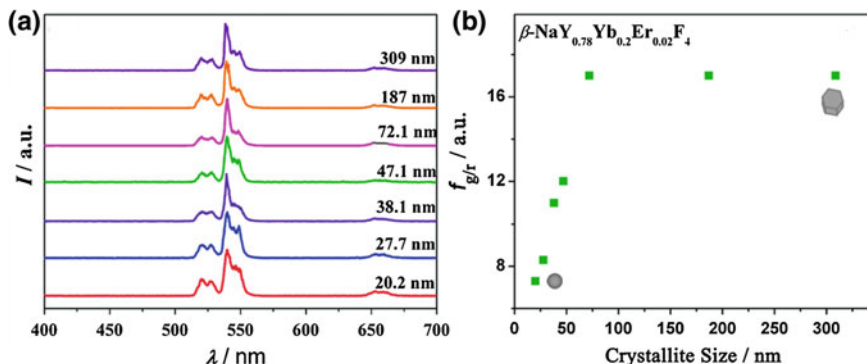 (a)
309 nm
187 nm
72.1 nm
47.1 nm
38.1 nm
27.7 nm
20.2 nm
I / a.u.
400 450 500 550 600 650 700
λ / nm
(b)
β-NaY0.78Yb0.2Er0.02F4
16
12
8
f g/r / a.u.
0 50 100 150 200 250 300
Crystallite Size / nm